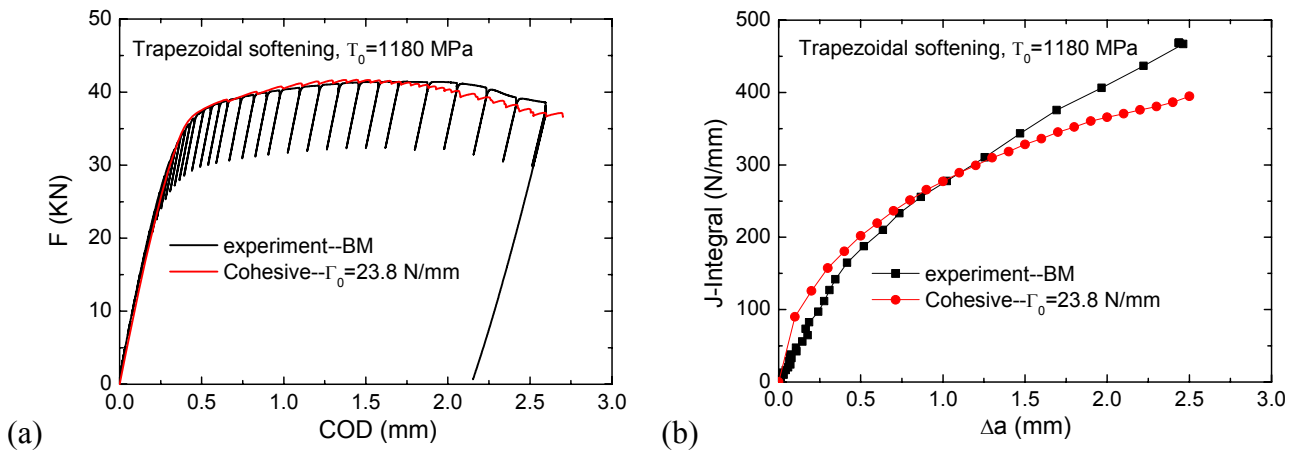 Trapezoidal softening, T₀=1180 MPa
experiment--BM
Cohesive--Γ₀=23.8 N/mm
F (KN)
50
40
30
20
10
0
0.0 0.5 1.0 1.5 2.0 2.5 3.0
COD (mm)
(a)
Trapezoidal softening, T₀=1180 MPa
experiment--BM
Cohesive--Γ₀=23.8 N/mm
J-Integral (N/mm)
500
400
300
200
100
0
0.0 0.5 1.0 1.5 2.0 2.5 3.0
Δa (mm)
(b)